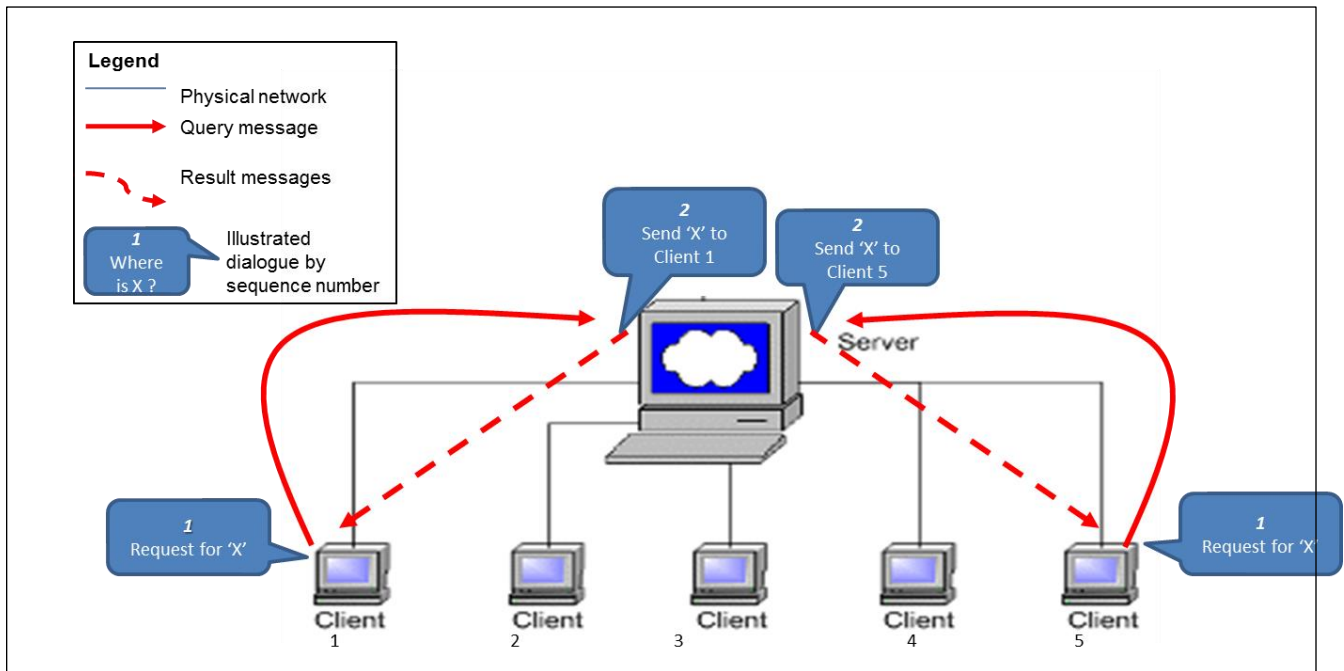 Legend
Physical network
Query message
Result messages
1
Where
is X ?
Illustrated
dialogue by
sequence number
2
Send ‘X’ to
Client 1
2
Send ‘X’ to
Client 5
Server
1
Request for ‘X’
1
Request for ‘X’
Client
1
Client
2
Client
3
Client
4
Client
5